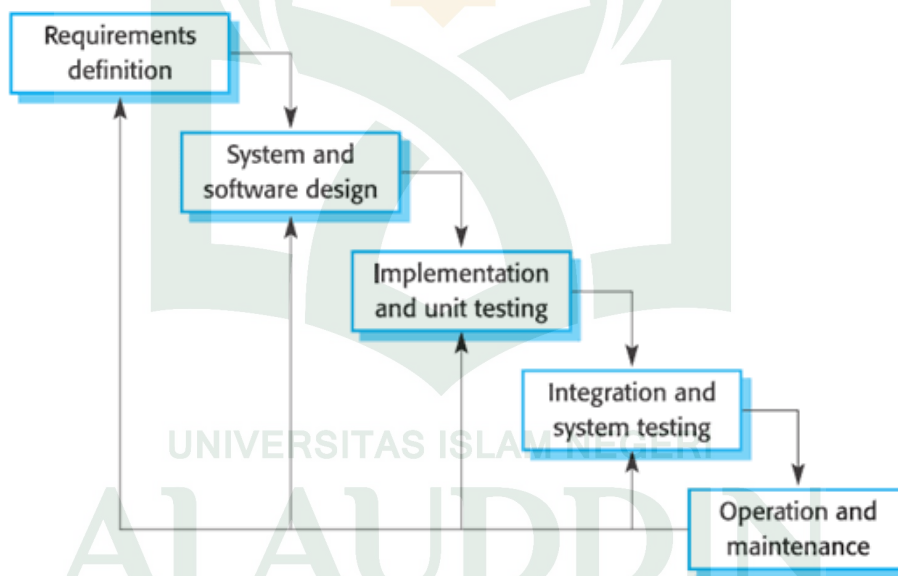 Requirements
definition
System and
software design
Implementation
and unit testing
Integration and
system testing
UNIVERSITAS ISLAM NEGERI
Operation and
maintenance
ALAUDDIN